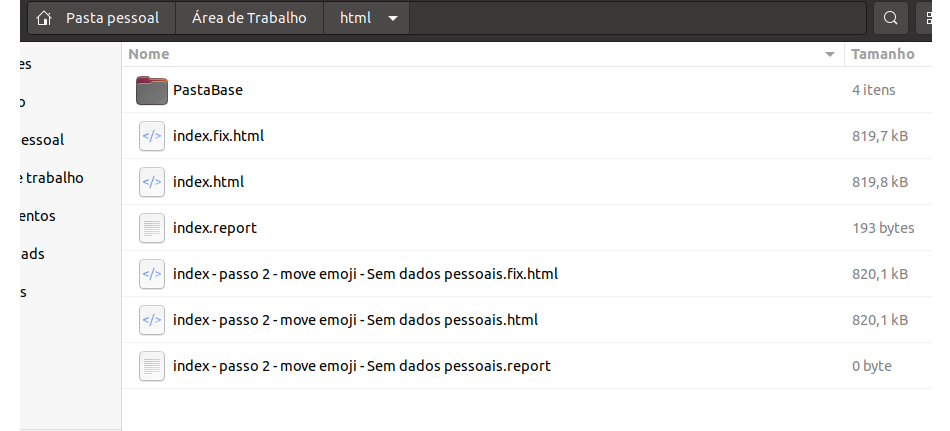 Pasta pessoal Área de Trabalho html
Nome Tamanho
es
PastaBase 4 itens
o
index.fix.html 819,7 kB
essoal
index.html 819,8 kB
e trabalho
entos
index.report 193 bytes
ads
index - passo 2 - move emoji - Sem dados pessoais.fix.html 820,1 kB
s
index - passo 2 - move emoji - Sem dados pessoais.html 820,1 kB
index - passo 2 - move emoji - Sem dados pessoais.report 0 byte